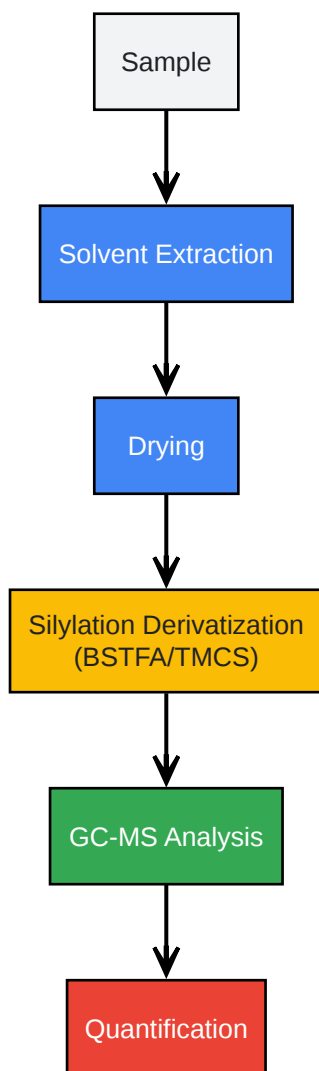 Sample
Solvent Extraction
Drying
Silylation Derivatization
(BSTFA/TMCS)
GC-MS Analysis
Quantification